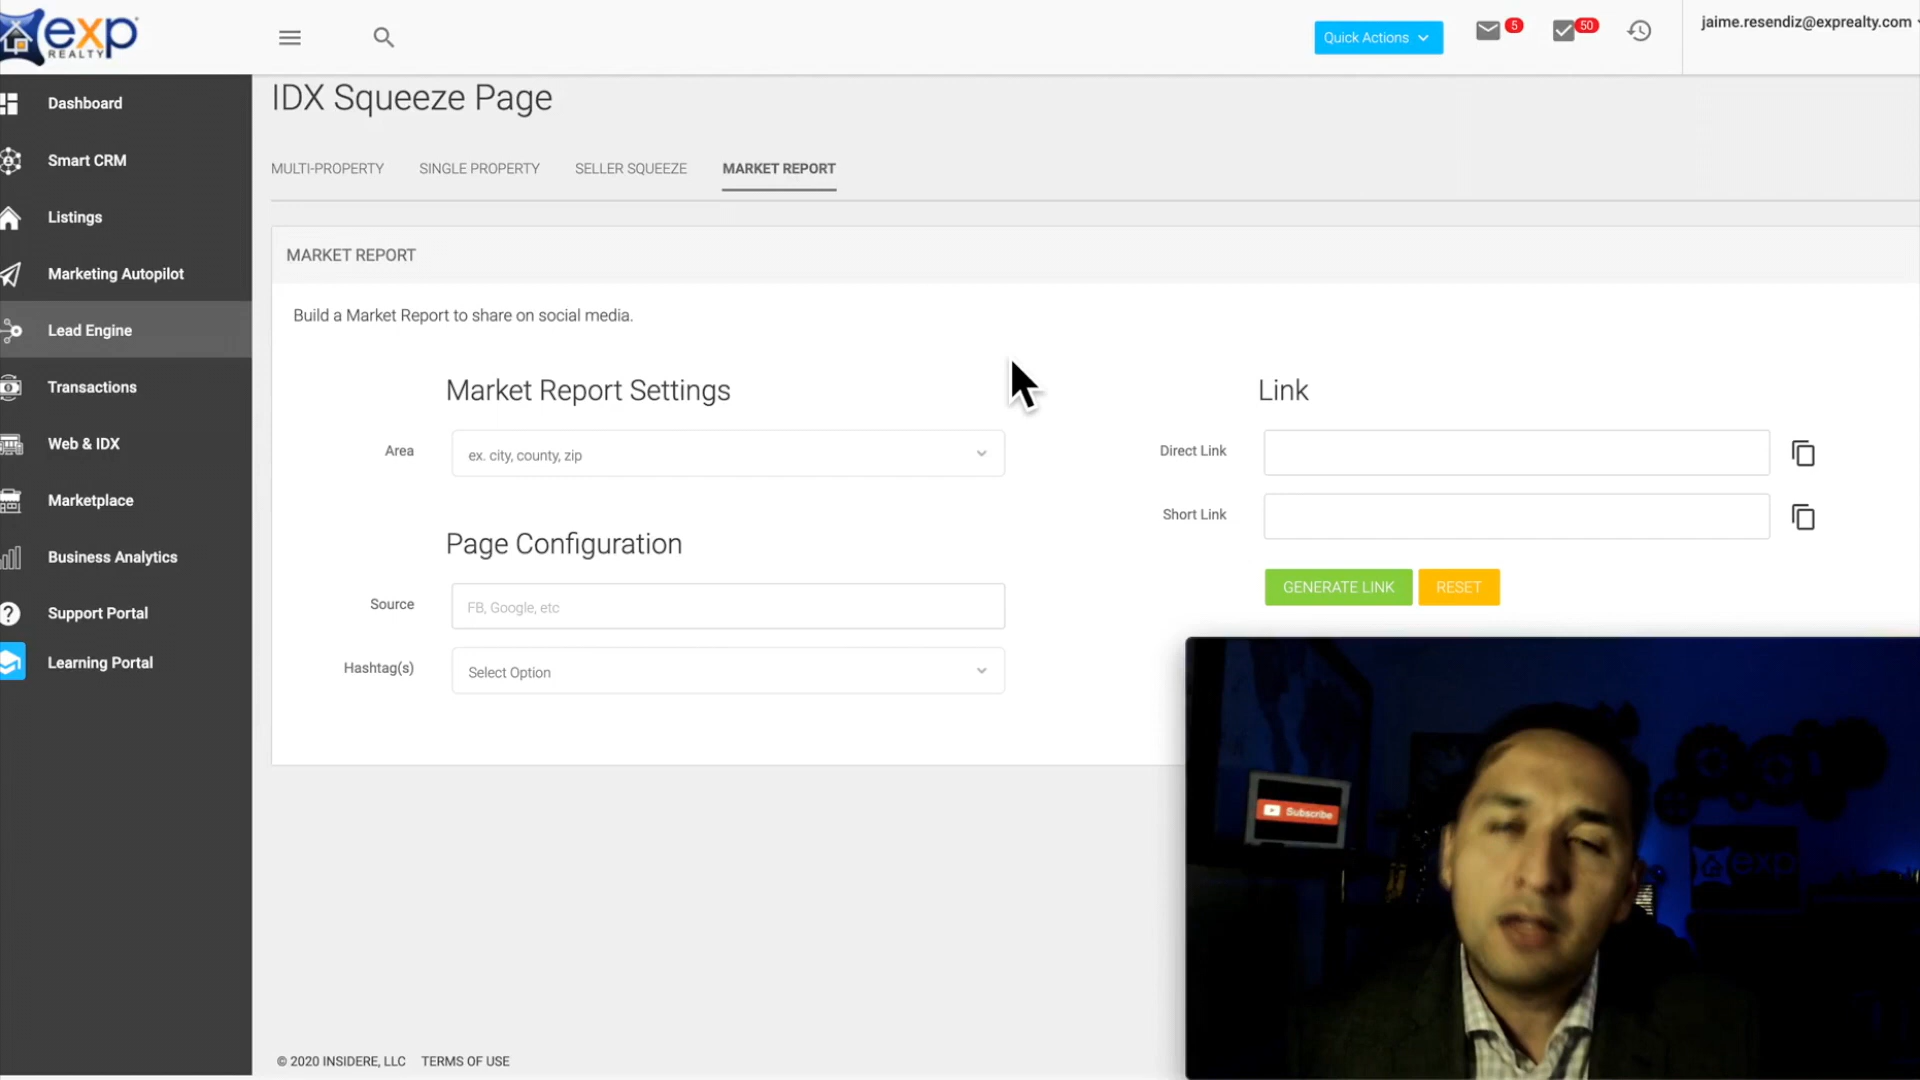 exp
REALTY
Quick Actions
5
50
jaime.resendiz@exprealty.com
Dashboard
Smart CRM
Listings
Marketing Autopilot
Lead Engine
Transactions
Web & IDX
Marketplace
Business Analytics
Support Portal
Learning Portal
IDX Squeeze Page
MULTI-PROPERTY
SINGLE PROPERTY
SELLER SQUEEZE
MARKET REPORT
MARKET REPORT
Build a Market Report to share on social media.
Market Report Settings
Area
ex. city, county, zip
Page Configuration
Source
FB, Google, etc
Hashtag(s)
Select Option
Link
Direct Link
Short Link
GENERATE LINK
RESET
Subscribe
exp
© 2020 INSIDERE, LLC
TERMS OF USE